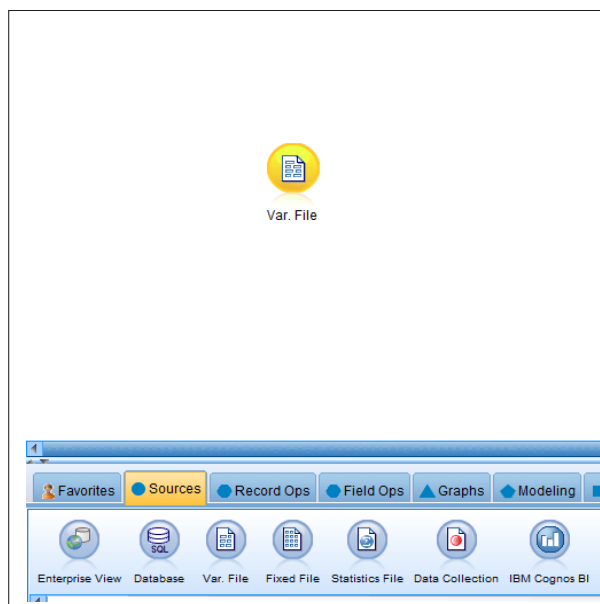 Var. File
Favorites Sources Record Ops Field Ops Graphs Modeling
SQL
Enterprise View Database Var. File Fixed File Statistics File Data Collection IBM Cognos BI